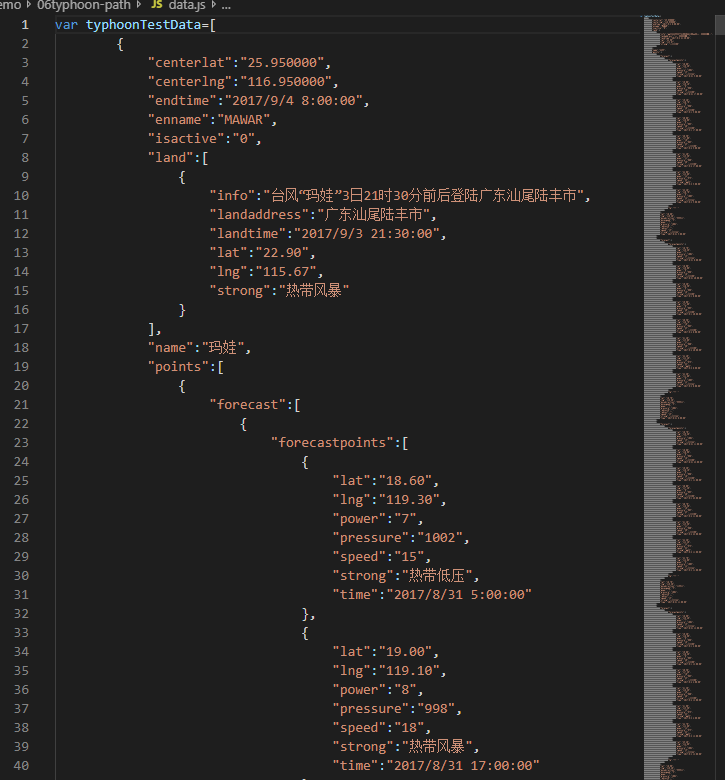 emo > 06typhoon-path > JS data.js > ...
1 var typhoonTestData=[
2 {
3 "centerlat":"25.950000",
4 "centerlng":"116.950000",
5 "endtime":"2017/9/4 8:00:00",
6 "enname":"MAWAR",
7 "isactive":"0",
8 "land":[
9 {
10 "info":"台风“玛娃”3日21时30分前后登陆广东汕尾陆丰市",
11 "landaddress":"广东汕尾陆丰市",
12 "landtime":"2017/9/3 21:30:00",
13 "lat":"22.90",
14 "lng":"115.67",
15 "strong":"热带风暴"
16 }
17 ],
18 "name":"玛娃",
19 "points":[
20 {
21 "forecast":[
22 {
23 "forecastpoints":[
24 {
25 "lat":"18.60",
26 "lng":"119.30",
27 "power":"7",
28 "pressure":"1002",
29 "speed":"15",
30 "strong":"热带低压",
31 "time":"2017/8/31 5:00:00"
32 },
33 {
34 "lat":"19.00",
35 "lng":"119.10",
36 "power":"8",
37 "pressure":"998",
38 "speed":"18",
39 "strong":"热带风暴",
40 "time":"2017/8/31 17:00:00"